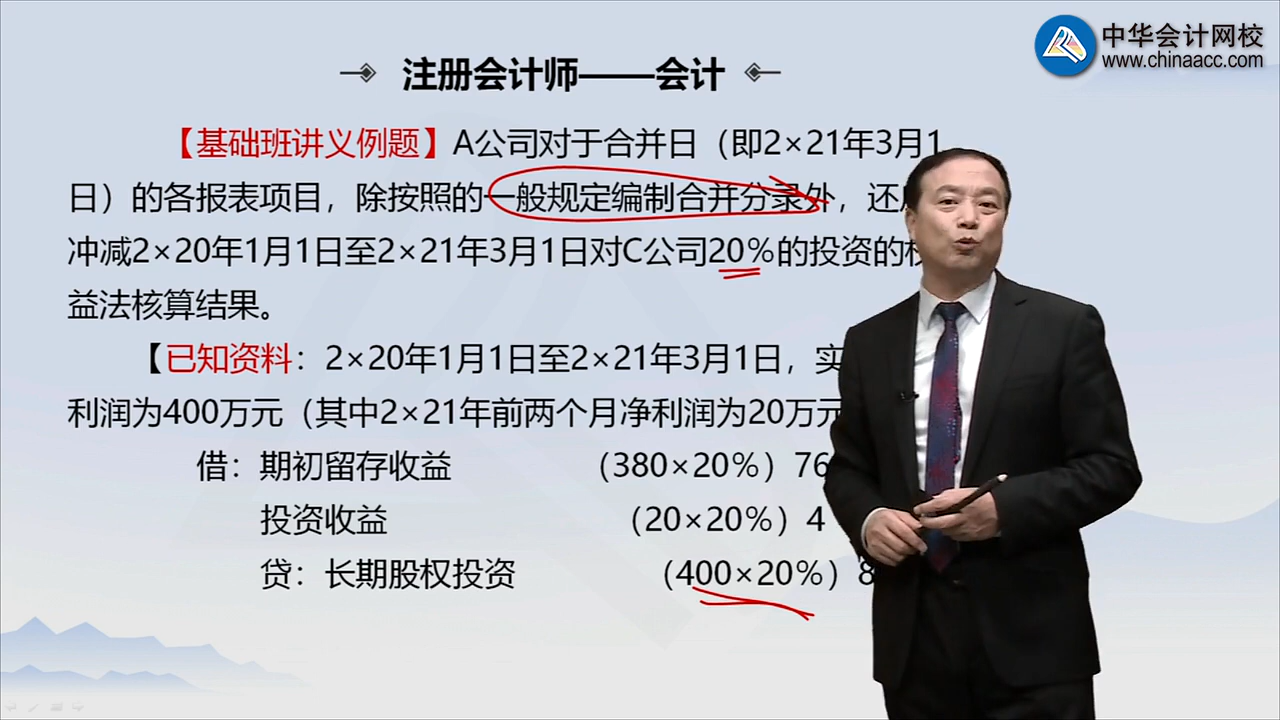 中华会计网校
www.chinaacc.com
注册会计师——会计
【基础班讲义例题】A公司对于合并日（即2×21年3月1
日）的各报表项目，除按照的一般规定编制合并分录外，还
冲减2×20年1月1日至2×21年3月1日对C公司20%的投资的
益法核算结果。
【已知资料：2×20年1月1日至2×21年3月1日，实
利润为400万元（其中2×21年前两个月净利润为20万元
借：期初留存收益 （380×20%）76
投资收益 （20×20%）4
贷：长期股权投资 （400×20%）8